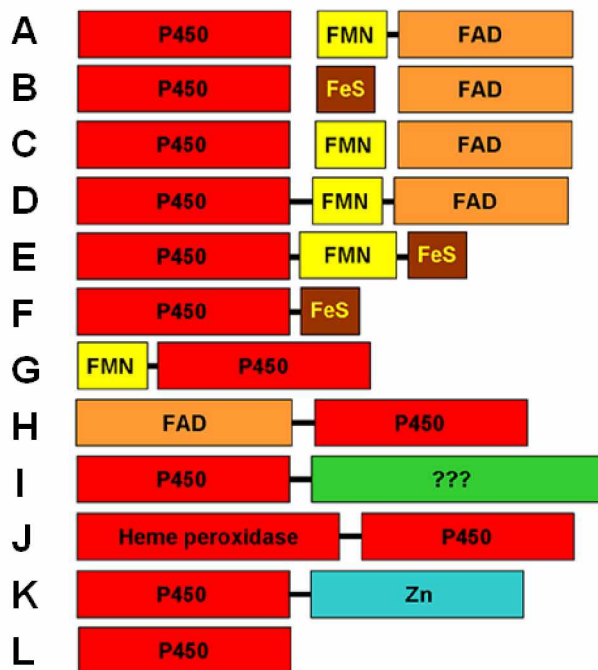 A P450 FMN FAD
B P450 FeS FAD
C P450 FMN FAD
D P450 FMN FAD
E P450 FMN FeS
F P450 FeS
G FMN P450
H FAD P450
I P450 ???
J Heme peroxidase P450
K P450 Zn
L P450